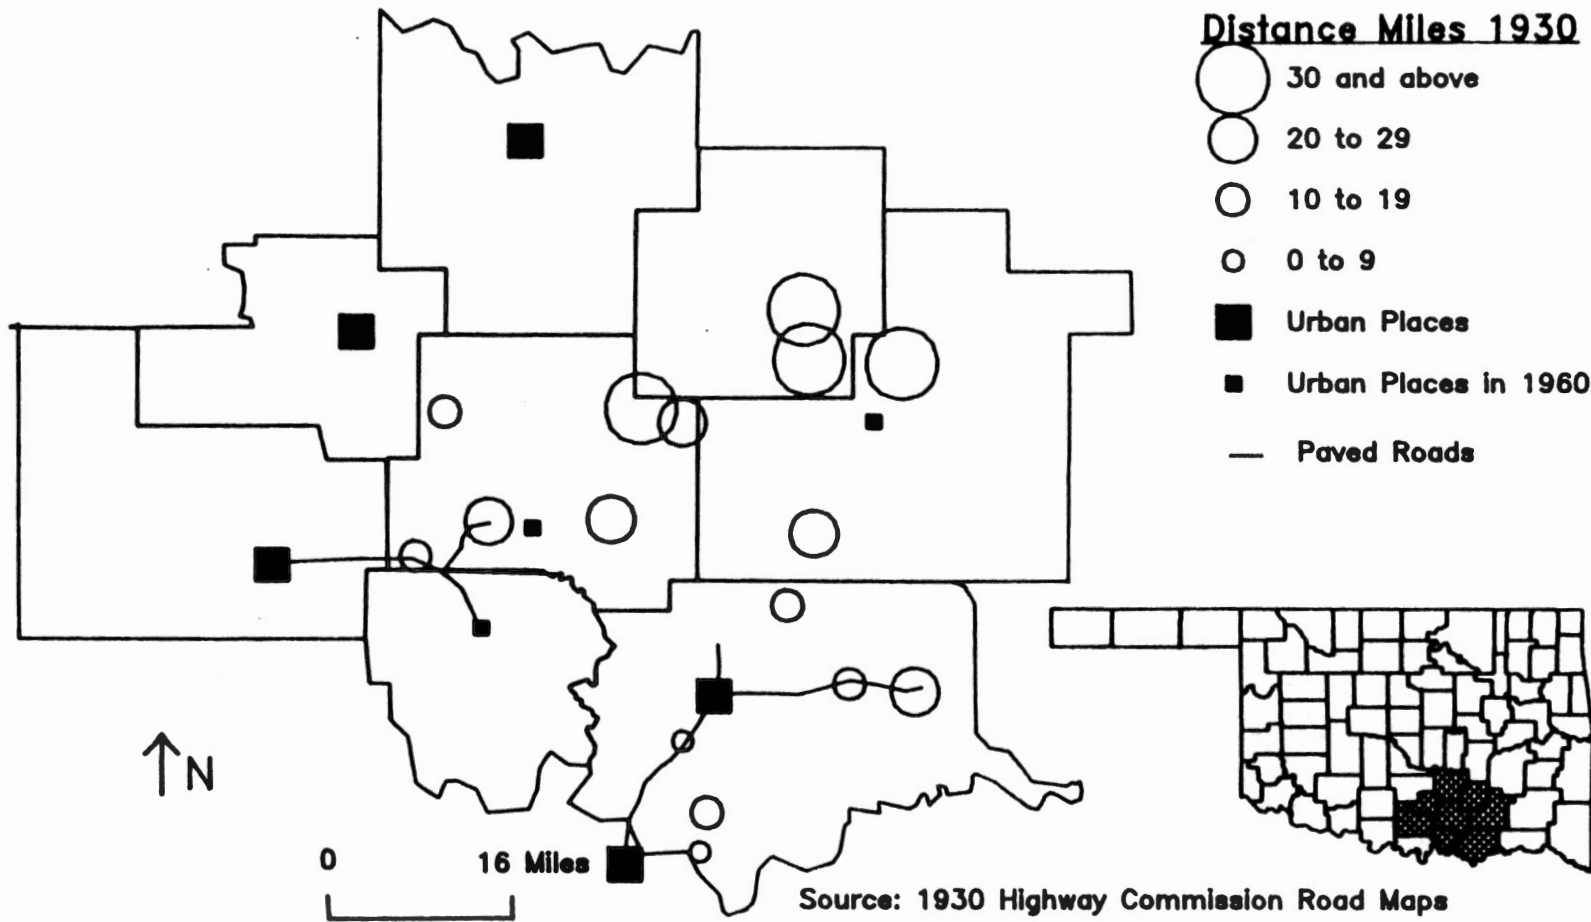 Distance Miles 1930
30 and above
20 to 29
10 to 19
0 to 9
Urban Places
Urban Places in 1960
Paved Roads
N
0 16 Miles
Source: 1930 Highway Commission Road Maps